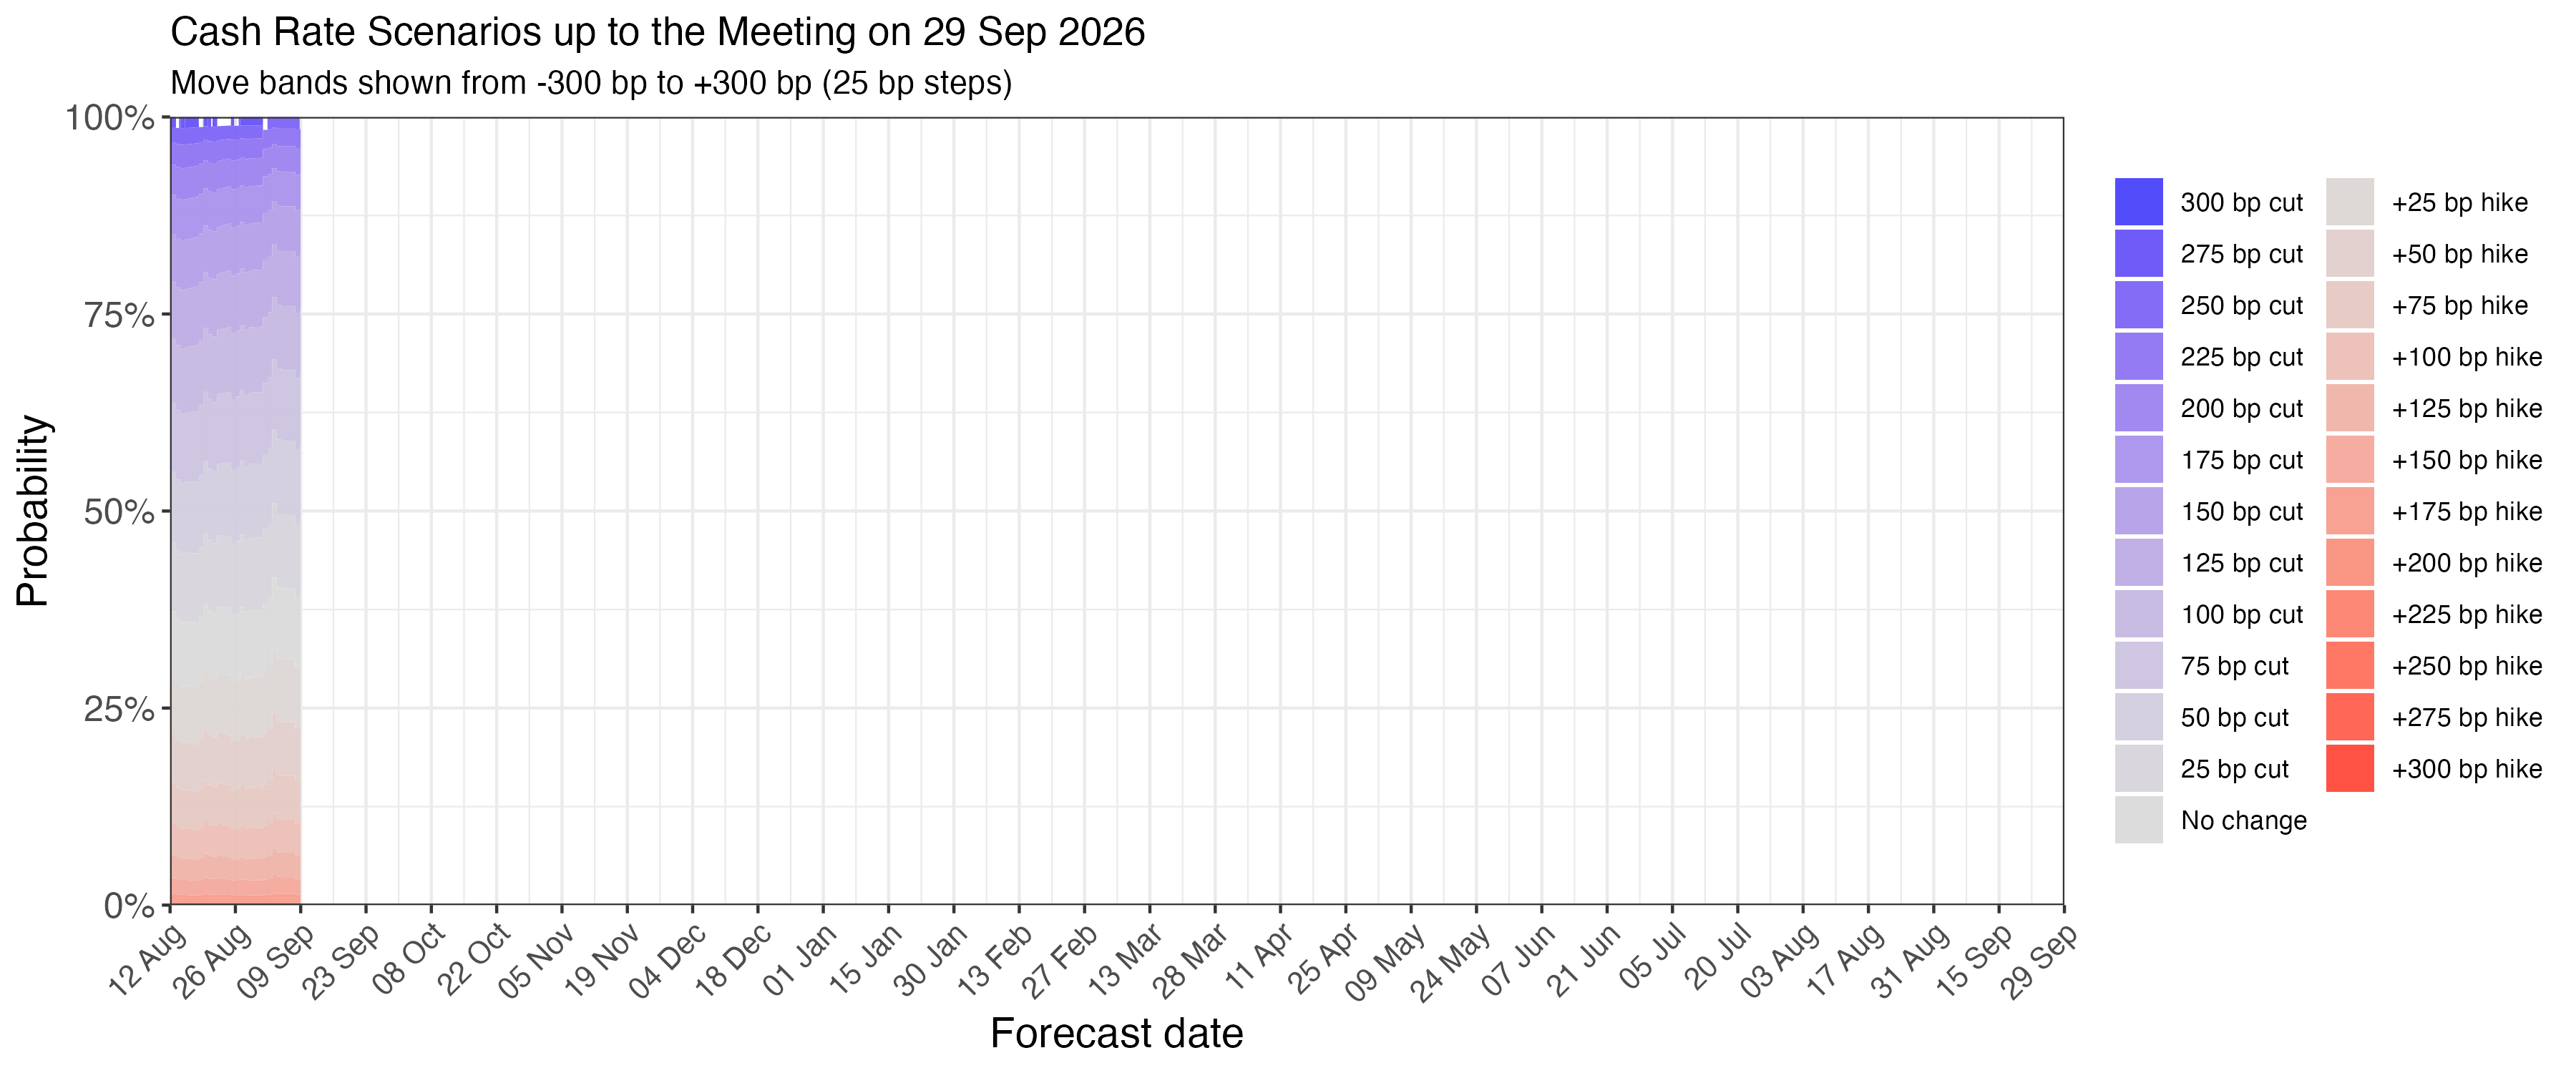 Cash Rate Scenarios up to the Meeting on 29 Sep 2026
Move bands shown from -300 bp to +300 bp (25 bp steps)
Probability
100%
75%
50%
25%
0%
12 Aug
26 Aug
09 Sep
23 Sep
08 Oct
22 Oct
05 Nov
19 Nov
04 Dec
18 Dec
01 Jan
15 Jan
30 Jan
13 Feb
27 Feb
13 Mar
28 Mar
11 Apr
25 Apr
09 May
24 May
07 Jun
21 Jun
05 Jul
20 Jul
03 Aug
17 Aug
31 Aug
15 Sep
29 Sep
Forecast date
300 bp cut
275 bp cut
250 bp cut
225 bp cut
200 bp cut
175 bp cut
150 bp cut
125 bp cut
100 bp cut
75 bp cut
50 bp cut
25 bp cut
No change
+25 bp hike
+50 bp hike
+75 bp hike
+100 bp hike
+125 bp hike
+150 bp hike
+175 bp hike
+200 bp hike
+225 bp hike
+250 bp hike
+275 bp hike
+300 bp hike